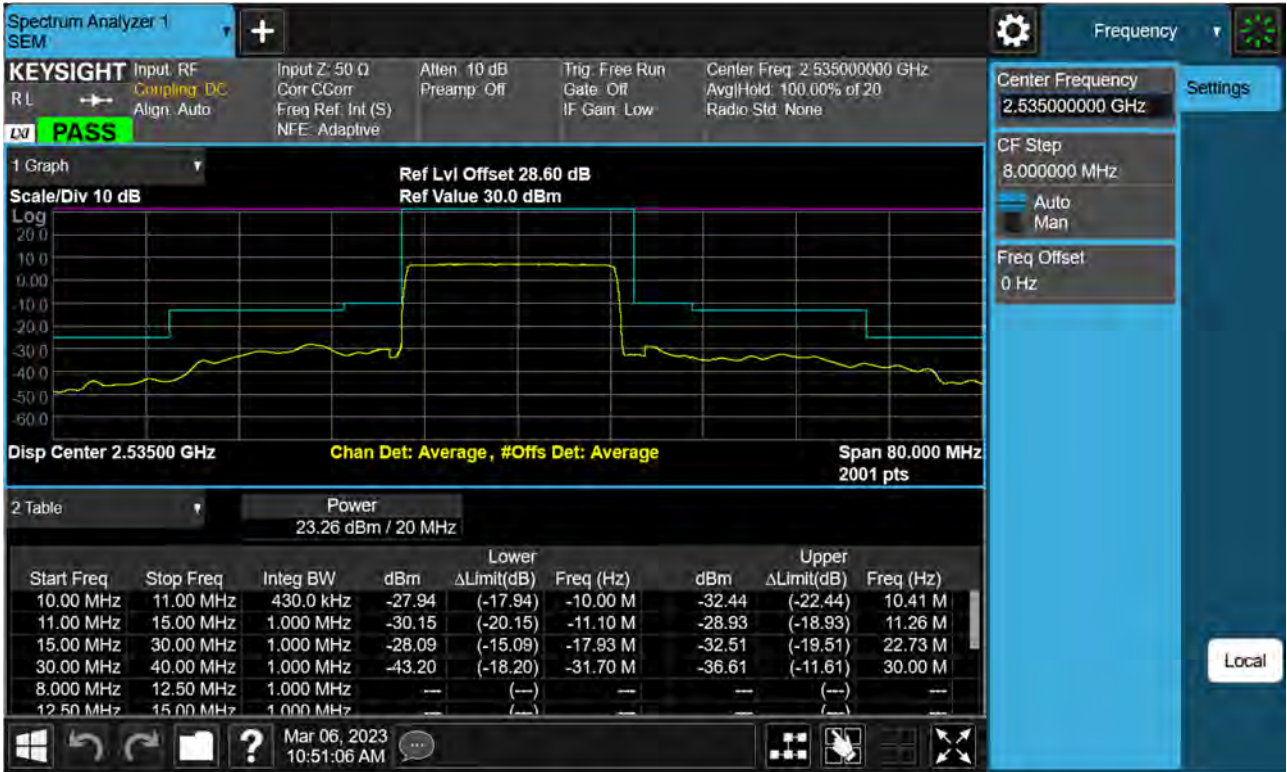 Spectrum Analyzer 1
SEM
+
Frequency
KEYSIGHT
R L
LXI
PASS
Input: RF
Coupling: DC
Align: Auto
Input Z: 50 Ω
Corr CCorr
Freq Ref: Int (S)
NFE: Adaptive
Atten: 10 dB
Preamp: Off
Trig: Free Run
Gate: Off
IF Gain: Low
Center Freq: 2.535000000 GHz
Avg|Hold: 100.00% of 20
Radio Std: None
Center Frequency
2.535000000 GHz
Settings
CF Step
8.000000 MHz
Auto
Man
Freq Offset
0 Hz
Local
1 Graph
Scale/Div 10 dB
Ref Lvl Offset 28.60 dB
Ref Value 30.0 dBm
Log
20.0
10.0
0.00
-10.0
-20.0
-30.0
-40.0
-50.0
-60.0
Disp Center 2.53500 GHz
Chan Det: Average, #Offs Det: Average
Span 80.000 MHz
2001 pts
2 Table
Power
23.26 dBm / 20 MHz
Lower Upper
Start Freq Stop Freq Integ BW dBm ΔLimit(dB) Freq (Hz) dBm ΔLimit(dB) Freq (Hz)
10.00 MHz 11.00 MHz 430.0 kHz -27.94 (-17.94) -10.00 M -32.44 (-22.44) 10.41 M
11.00 MHz 15.00 MHz 1.000 MHz -30.15 (-20.15) -11.10 M -28.93 (-18.93) 11.26 M
15.00 MHz 30.00 MHz 1.000 MHz -28.09 (-15.09) -17.93 M -32.51 (-19.51) 22.73 M
30.00 MHz 40.00 MHz 1.000 MHz -43.20 (-18.20) -31.70 M -36.61 (-11.61) 30.00 M
8.000 MHz 12.50 MHz 1.000 MHz --- (---) --- --- (---) ---
12.50 MHz 15.00 MHz 1.000 MHz --- (---) --- --- (---) ---
?
Mar 06, 2023
10:51:06 AM